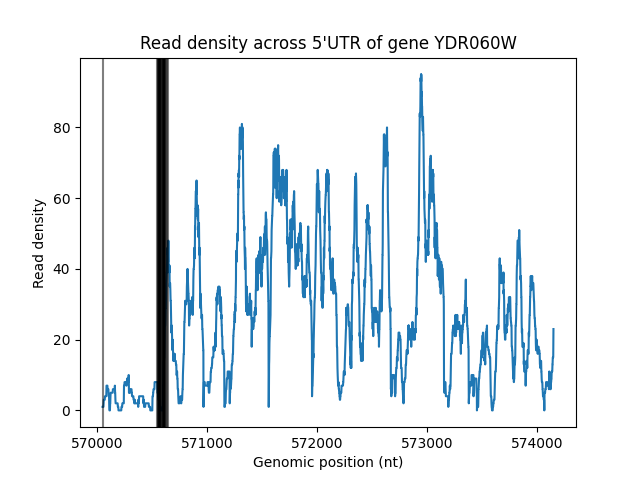 Read density across 5'UTR of gene YDR060W
Read density
80
60
40
20
0
570000 571000 572000 573000 574000
Genomic position (nt)